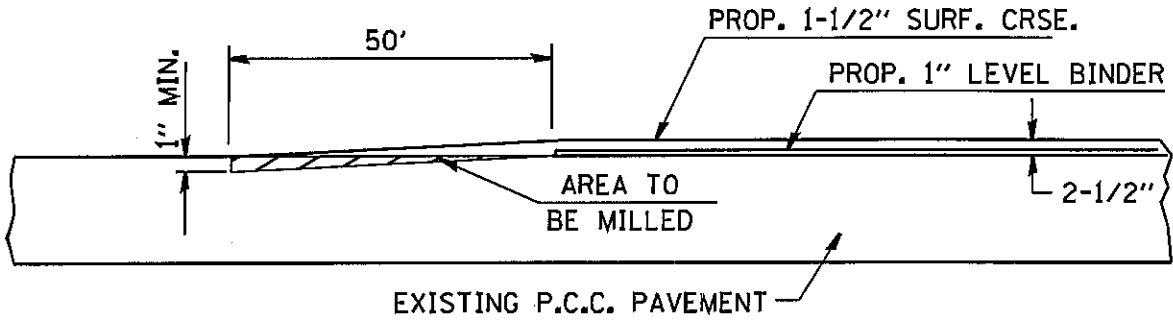 PROP. 1-1/2" SURF. CRSE.
50'
1" MIN.
PROP. 1" LEVEL BINDER
AREA TO
BE MILLED
2-1/2"
EXISTING P.C.C. PAVEMENT